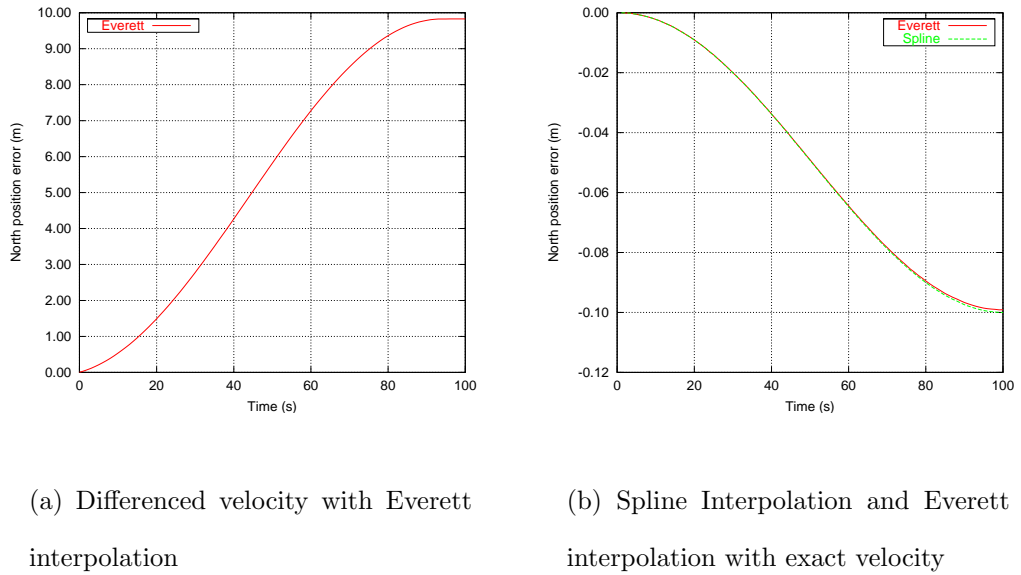 10.00
9.00
8.00
7.00
6.00
5.00
4.00
3.00
2.00
1.00
0.00
North position error (m)
Everett
0 20 40 60 80 100
Time (s)
0.00
-0.02
-0.04
-0.06
-0.08
-0.10
-0.12
North position error (m)
Everett
Spline
0 20 40 60 80 100
Time (s)
(a) Differenced velocity with Everett
interpolation
(b) Spline Interpolation and Everett
interpolation with exact velocity